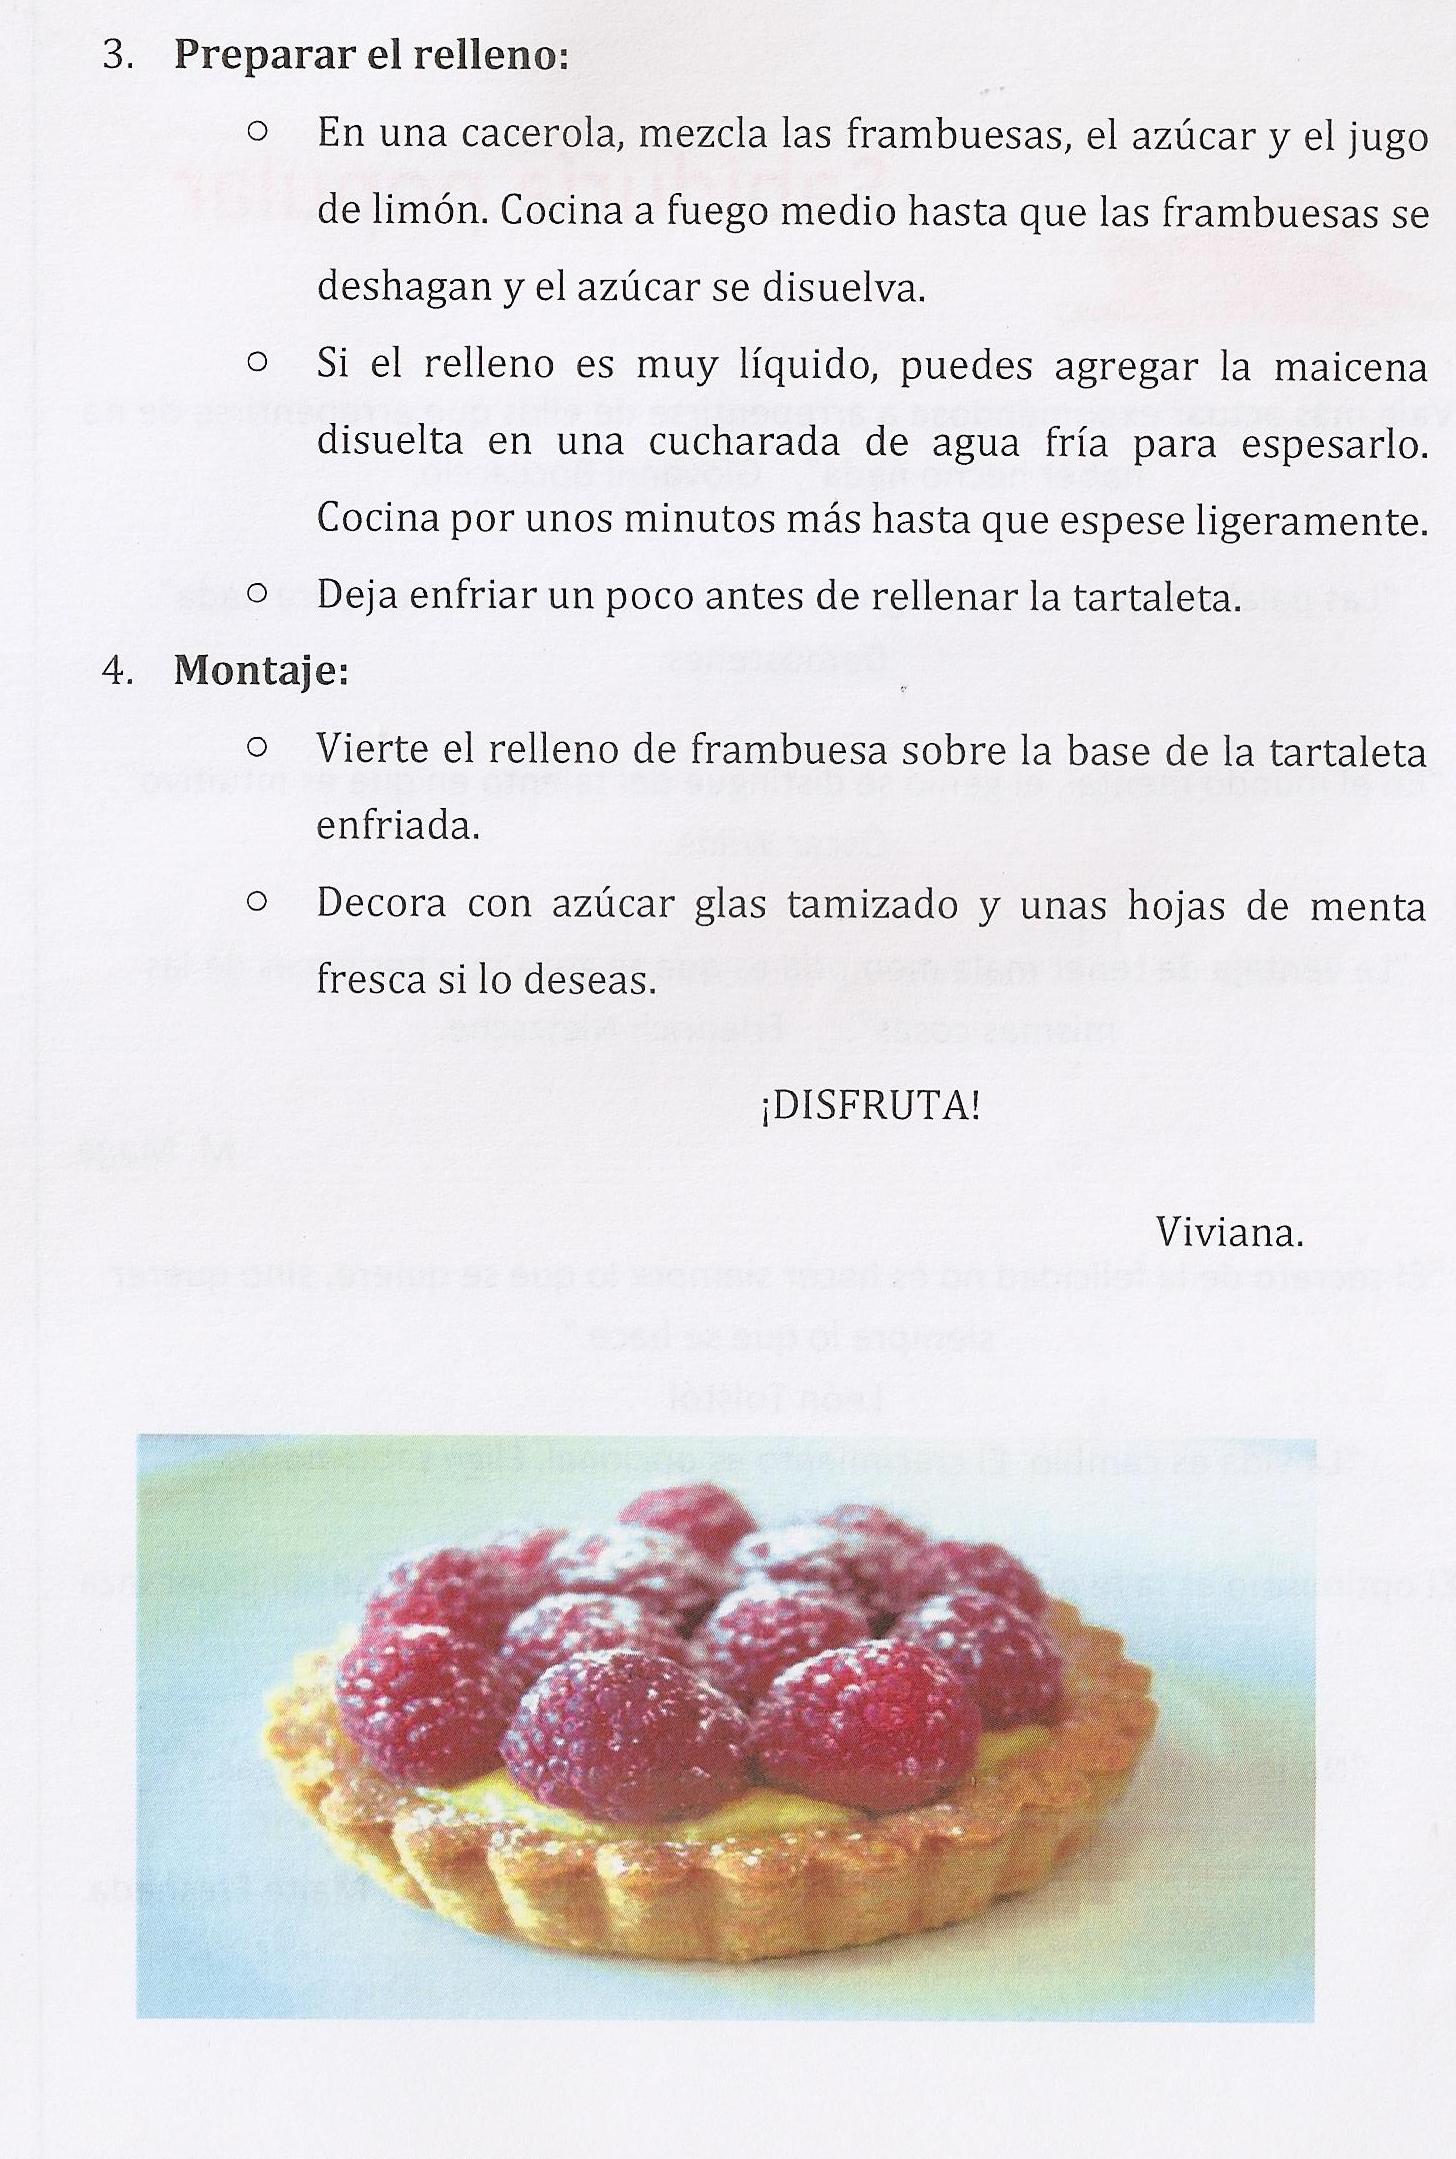 3. Preparar el relleno:
○ En una cacerola, mezcla las frambuesas, el azúcar y el jugo
de limón. Cocina a fuego medio hasta que las frambuesas se
deshagan y el azúcar se disuelva.
○ Si el relleno es muy líquido, puedes agregar la maicena
disuelta en una cucharada de agua fría para espesarlo.
Cocina por unos minutos más hasta que espese ligeramente.
○ Deja enfriar un poco antes de rellenar la tartaleta.
4. Montaje:
○ Vierte el relleno de frambuesa sobre la base de la tartaleta
enfriada.
○ Decora con azúcar glas tamizado y unas hojas de menta
fresca si lo deseas.
¡DISFRUTA!
Viviana.